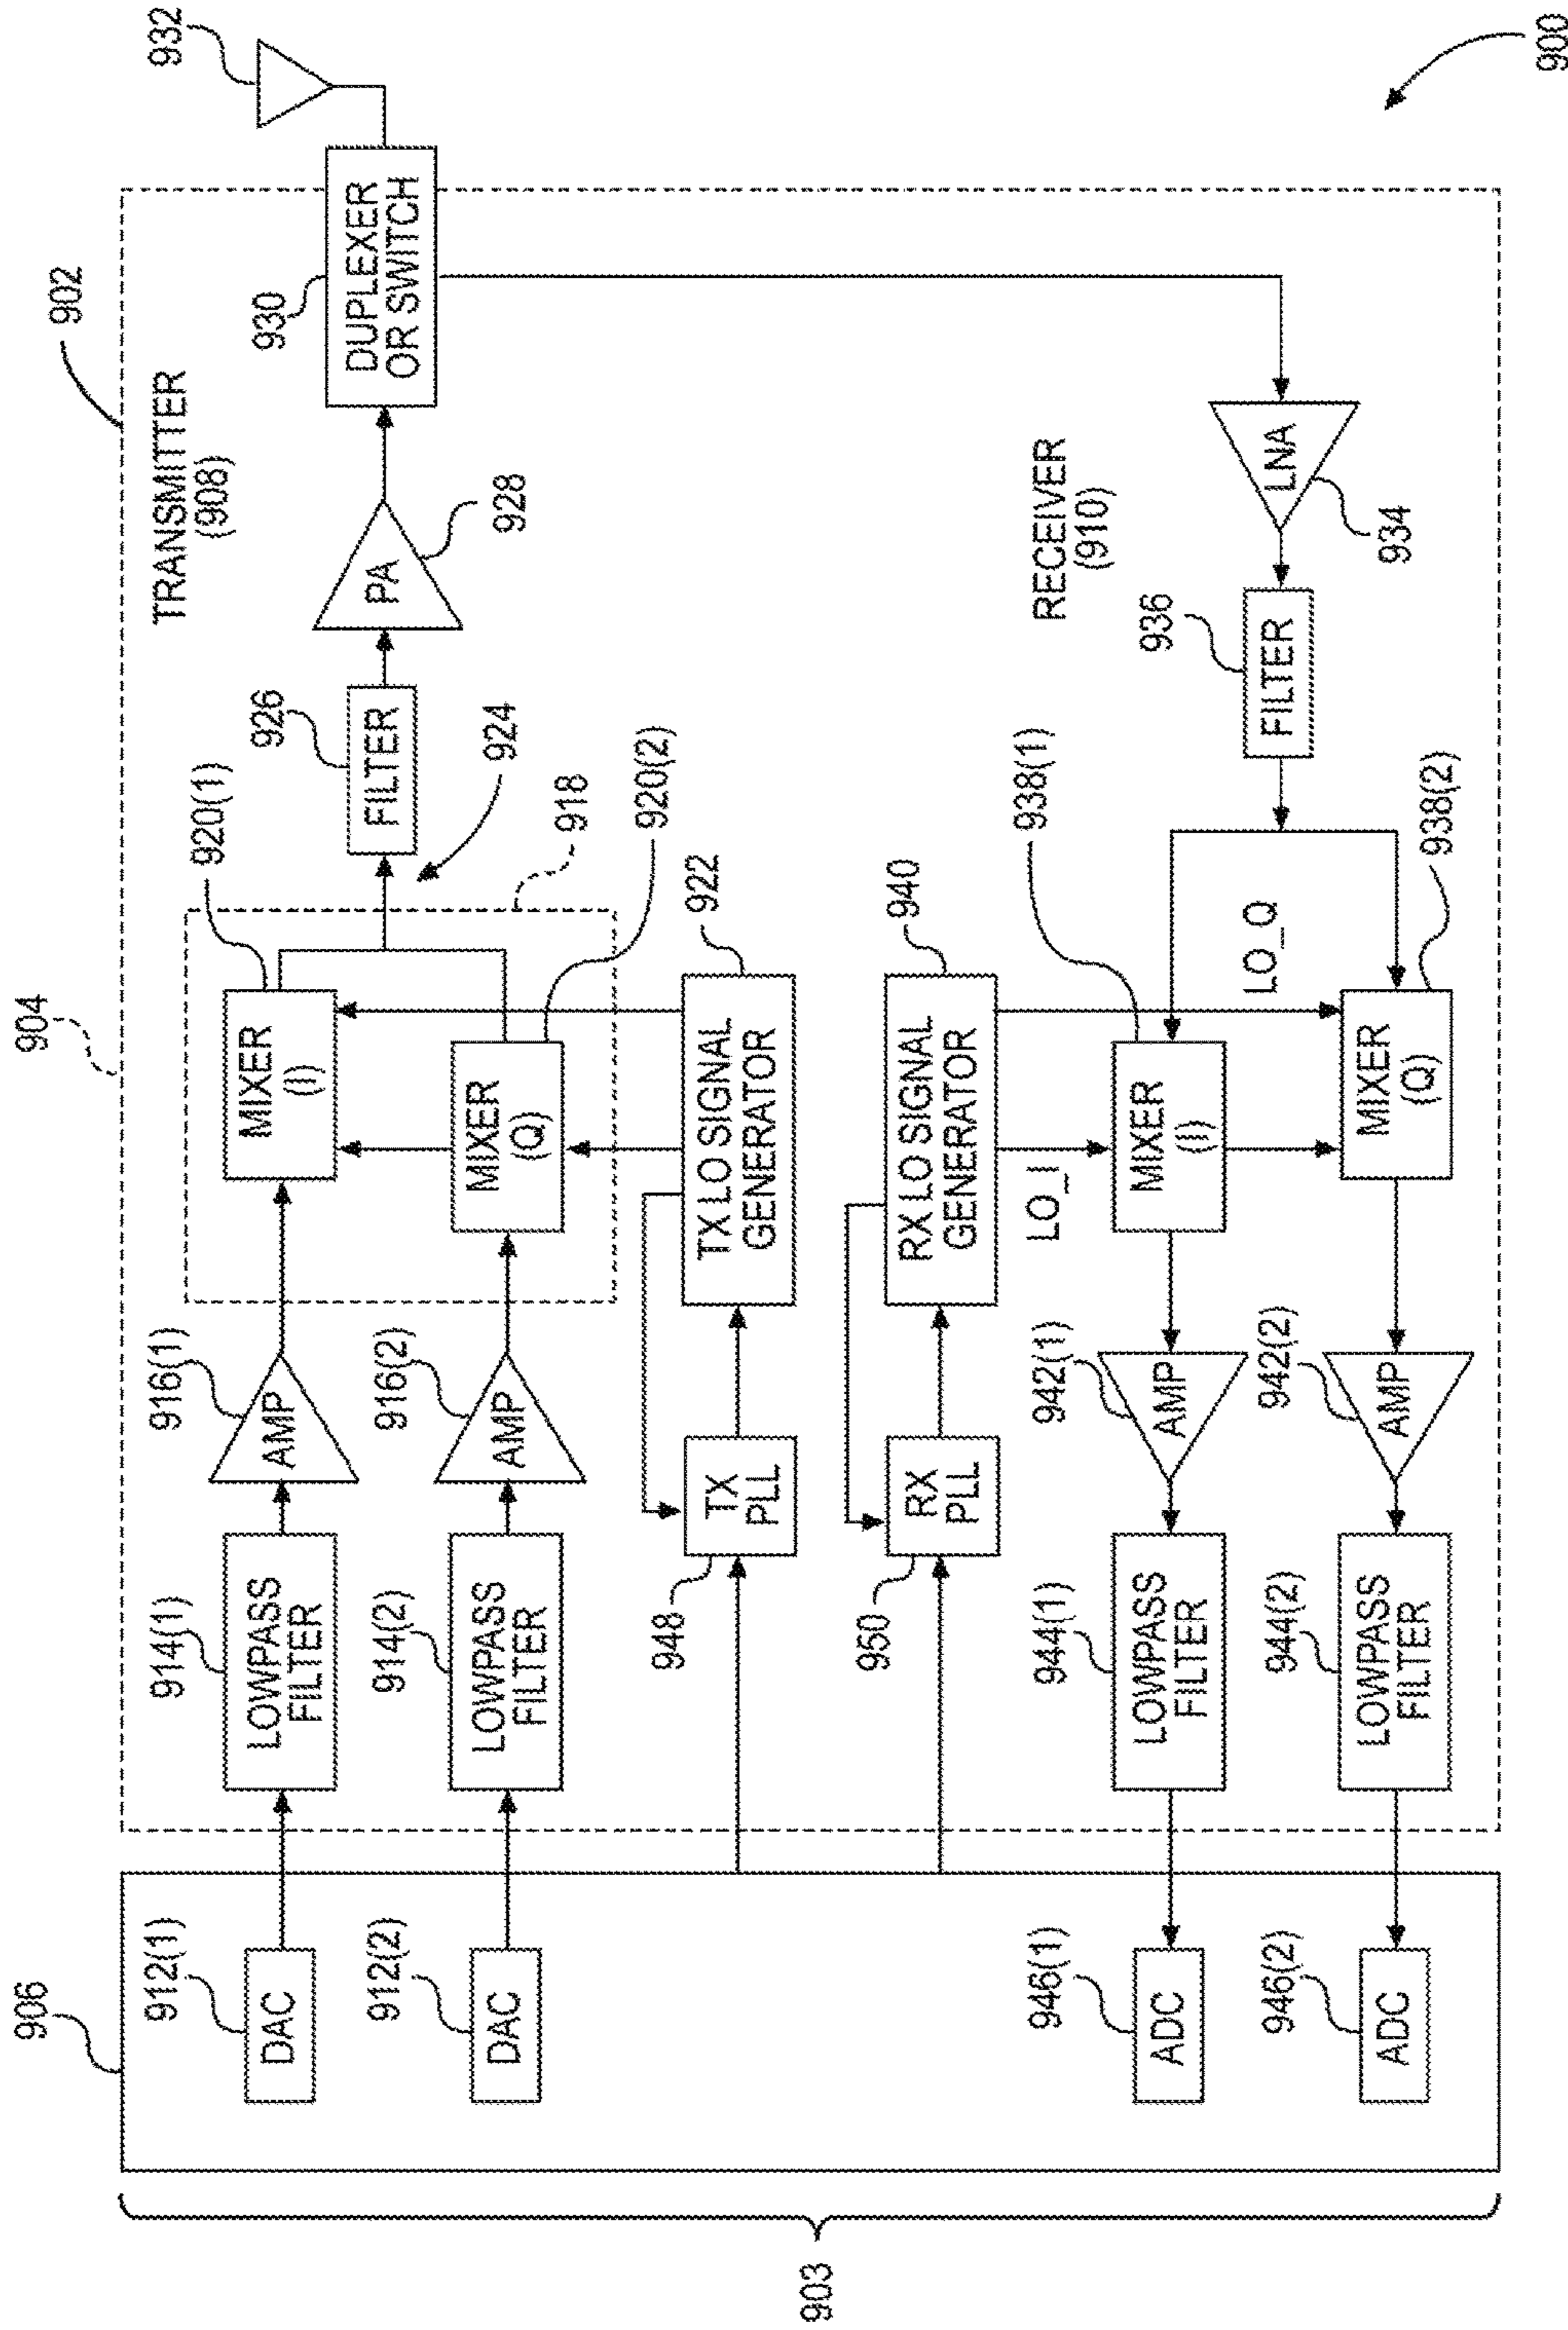 902
904
TRANSMITTER
(908)
906
912(1)
DAC
914(1)
LOWPASS
FILTER
916(1)
AMP
920(1)
MIXER
(I)
926
FILTER
924
PA
928
930
DUPLEXER
OR SWITCH
932
912(2)
DAC
914(2)
LOWPASS
FILTER
916(2)
AMP
MIXER
(Q)
918
920(2)
948
TX
PLL
TX LO SIGNAL
GENERATOR
922
950
RX
PLL
RX LO SIGNAL
GENERATOR
940
903
RECEIVER
(910)
LO_I
938(1)
946(1)
ADC
944(1)
LOWPASS
FILTER
942(1)
AMP
MIXER
(I)
936
FILTER
LNA
934
LO_Q
946(2)
ADC
944(2)
LOWPASS
FILTER
942(2)
AMP
MIXER
(Q)
938(2)
900